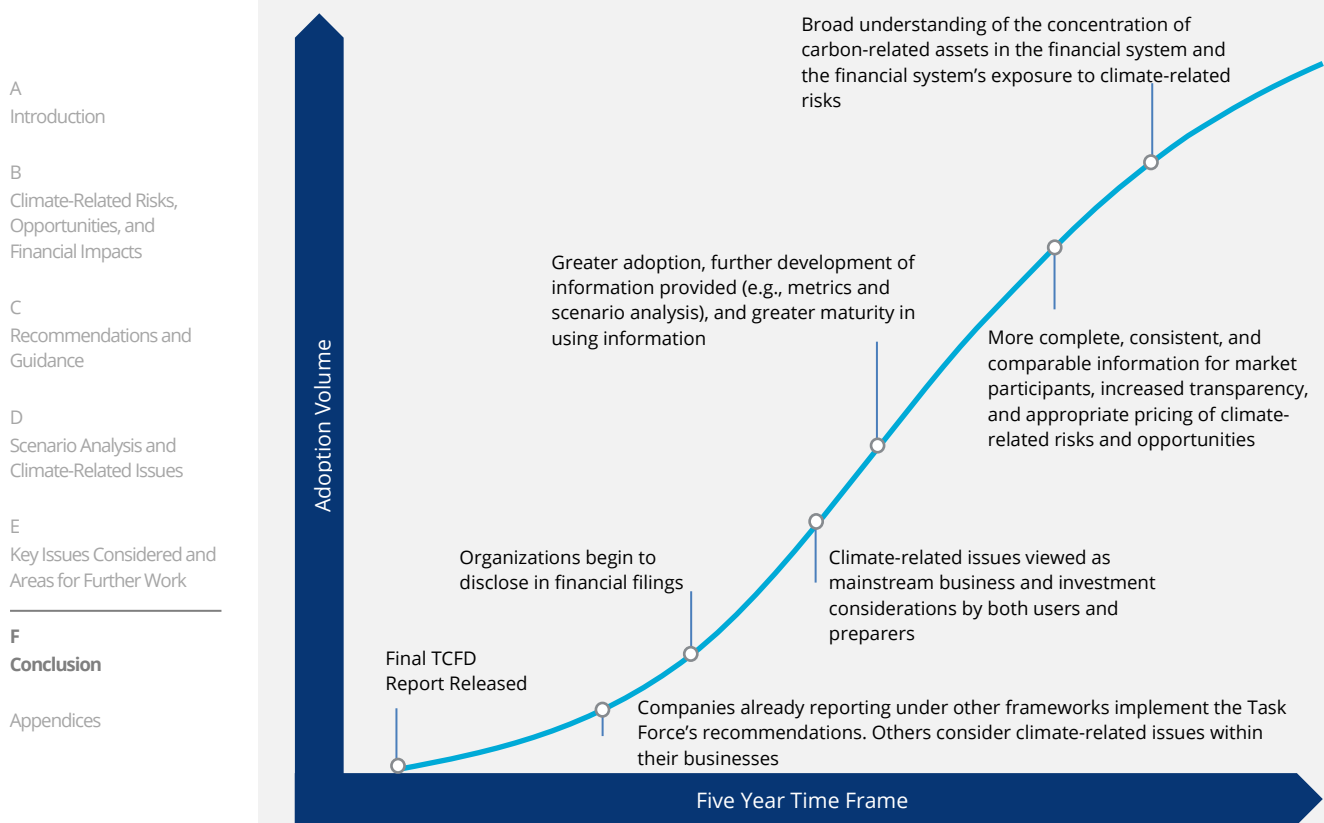 A
Introduction
B
Climate-Related Risks,
Opportunities, and
Financial Impacts
C
Recommendations and
Guidance
D
Scenario Analysis and
Climate-Related Issues
E
Key Issues Considered and
Areas for Further Work
F
Conclusion
Appendices
Adoption Volume
Broad understanding of the concentration of
carbon-related assets in the financial system and
the financial system’s exposure to climate-related
risks
Greater adoption, further development of
information provided (e.g., metrics and
scenario analysis), and greater maturity in
using information
More complete, consistent, and
comparable information for market
participants, increased transparency,
and appropriate pricing of climate-
related risks and opportunities
Organizations begin to
disclose in financial filings
Climate-related issues viewed as
mainstream business and investment
considerations by both users and
preparers
Final TCFD
Report Released
Companies already reporting under other frameworks implement the Task
Force’s recommendations. Others consider climate-related issues within
their businesses
Five Year Time Frame